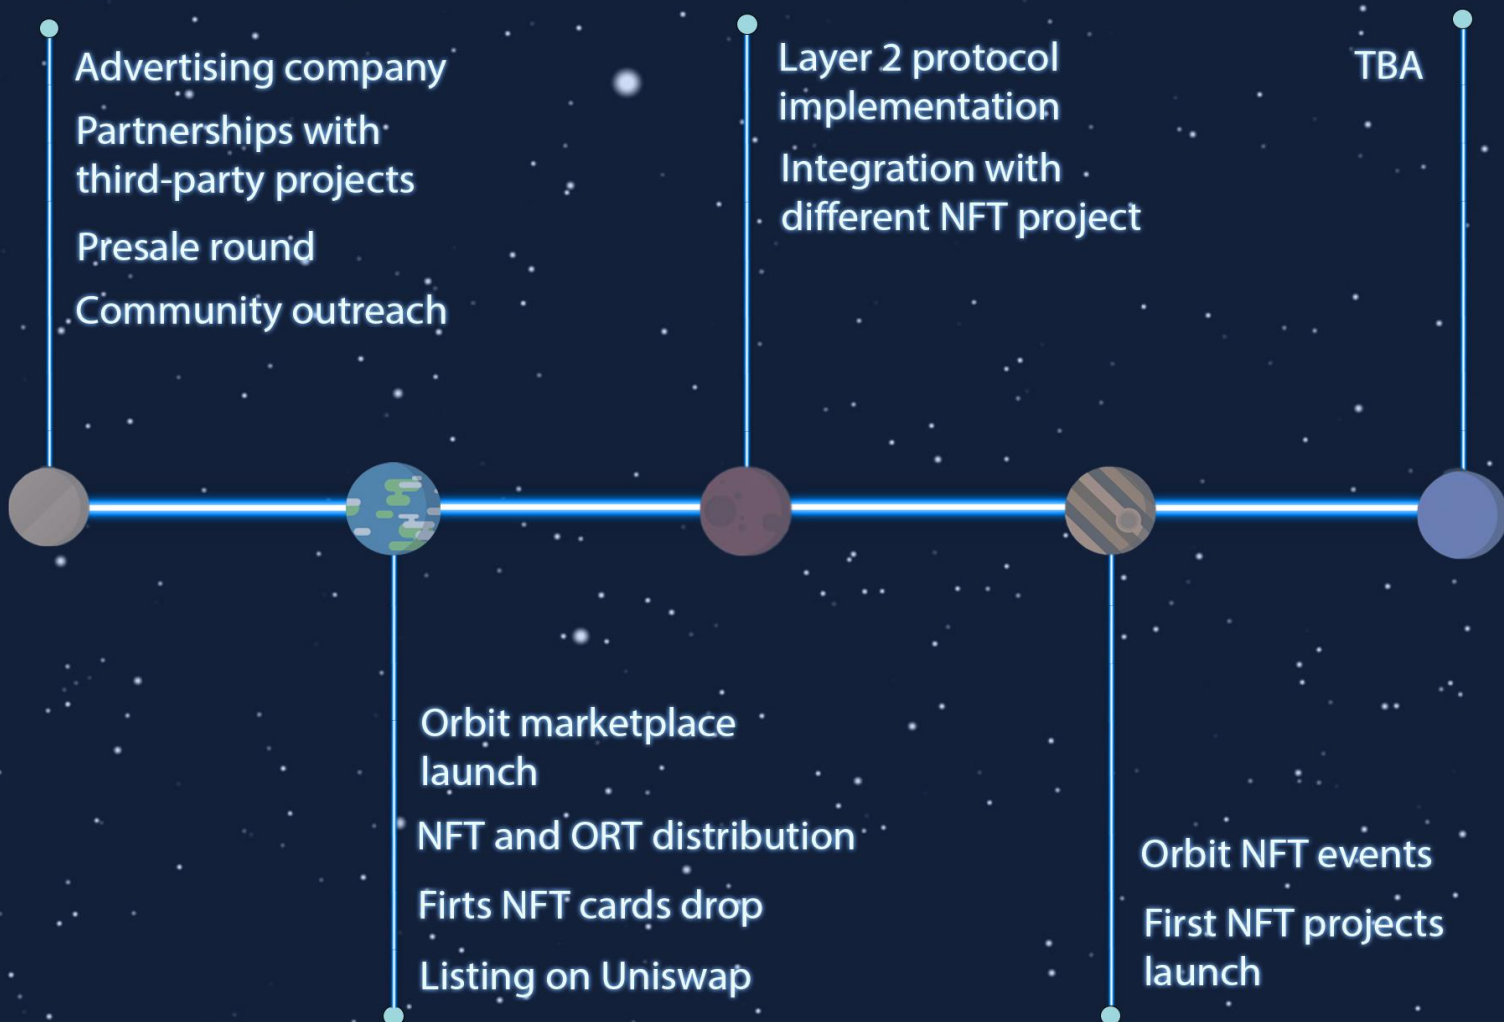 Advertising company
Partnerships with
third-party projects
Presale round
Community outreach
Orbit marketplace
launch
NFT and ORT distribution
Firts NFT cards drop
Listing on Uniswap
Layer 2 protocol
implementation
Integration with
different NFT project
Orbit NFT events
First NFT projects
launch
TBA